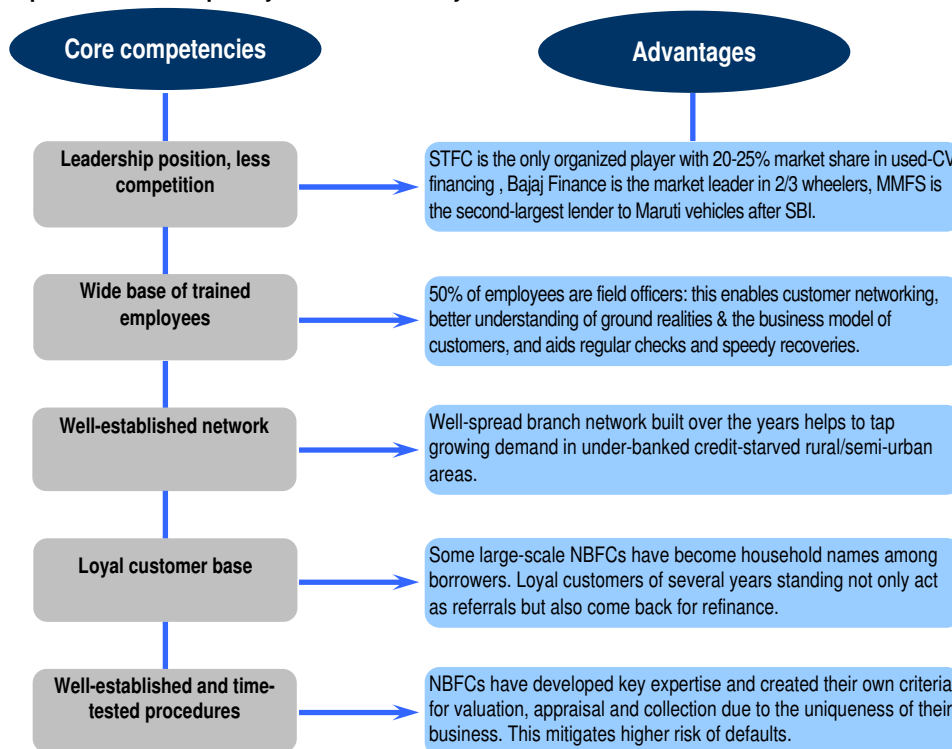 Core competencies
Advantages
Leadership position, less
competition
STFC is the only organized player with 20-25% market share in used-CV
financing , Bajaj Finance is the market leader in 2/3 wheelers, MMFS is
the second-largest lender to Maruti vehicles after SBI.
Wide base of trained
employees
50% of employees are field officers: this enables customer networking,
better understanding of ground realities & the business model of
customers, and aids regular checks and speedy recoveries.
Well-established network
Well-spread branch network built over the years helps to tap
growing demand in under-banked credit-starved rural/semi-urban
areas.
Loyal customer base
Some large-scale NBFCs have become household names among
borrowers. Loyal customers of several years standing not only act
as referrals but also come back for refinance.
Well-established and time-
tested procedures
NBFCs have developed key expertise and created their own criteria
for valuation, appraisal and collection due to the uniqueness of their
business. This mitigates higher risk of defaults.